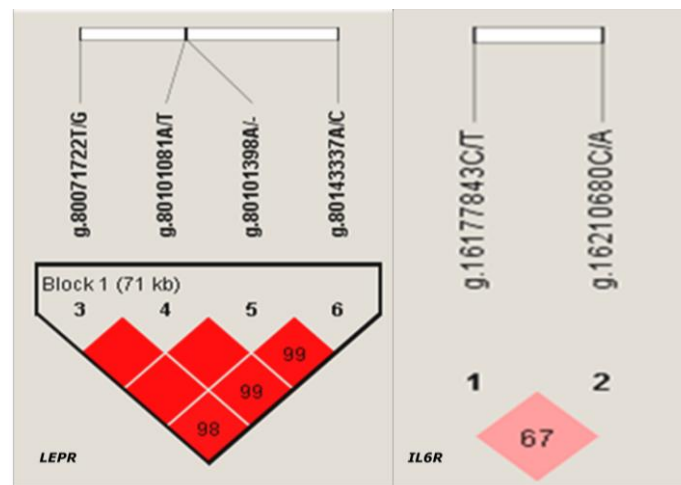 g.80071722T/G
g.80101081A/T
g.80101398A/-
g.80143337A/C
Block 1 (71 kb)
3 4 5 6
99
99
98
LEPR
g.16177843C/T
g.16210680C/A
1 2
67
IL6R